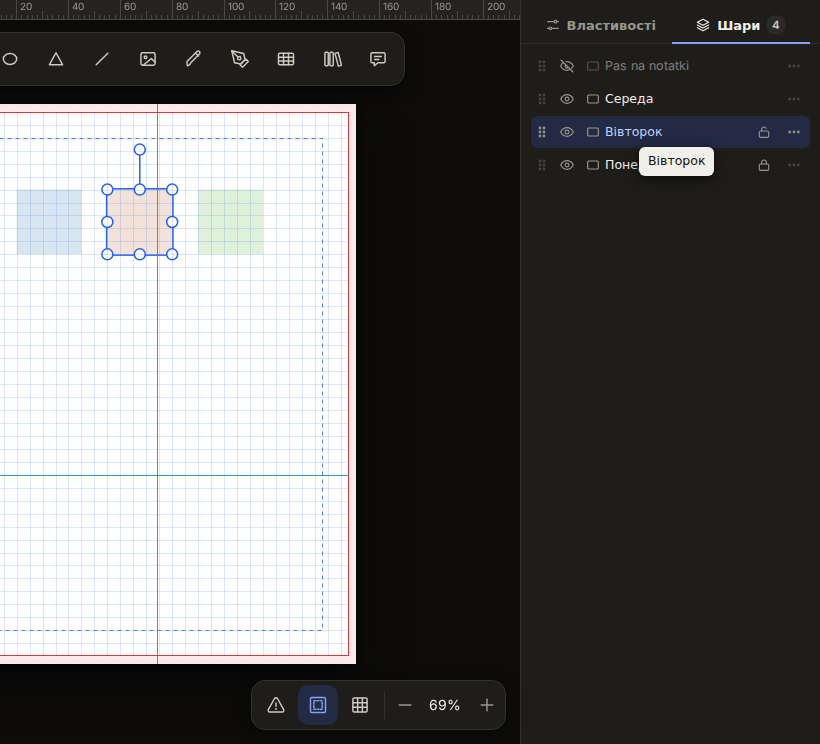 20 40 60 80 100 120 140 160 180 200
Властивості
Шари 4
Pas na notatki
Середа
Вівторок
Поне
Вівторок
69%